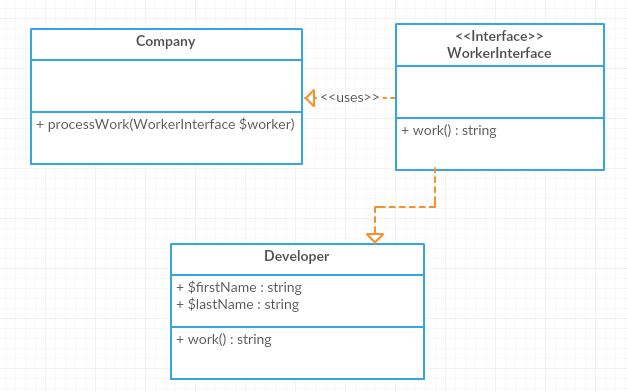 Company
+ processWork(WorkerInterface $worker)
<<uses>>
<<Interface>>
WorkerInterface
+ work() : string
Developer
+ $firstName : string
+ $lastName : string
+ work() : string